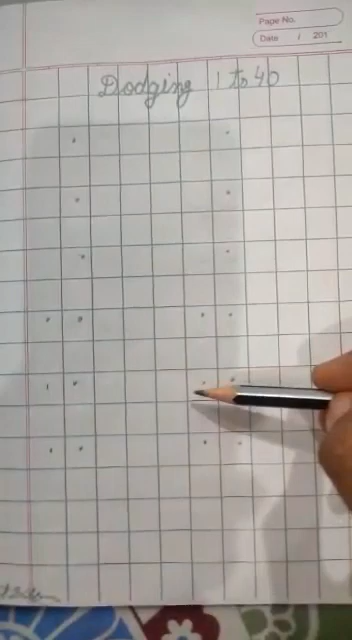 Page No.
Date / 201
Dodging 1 to 40